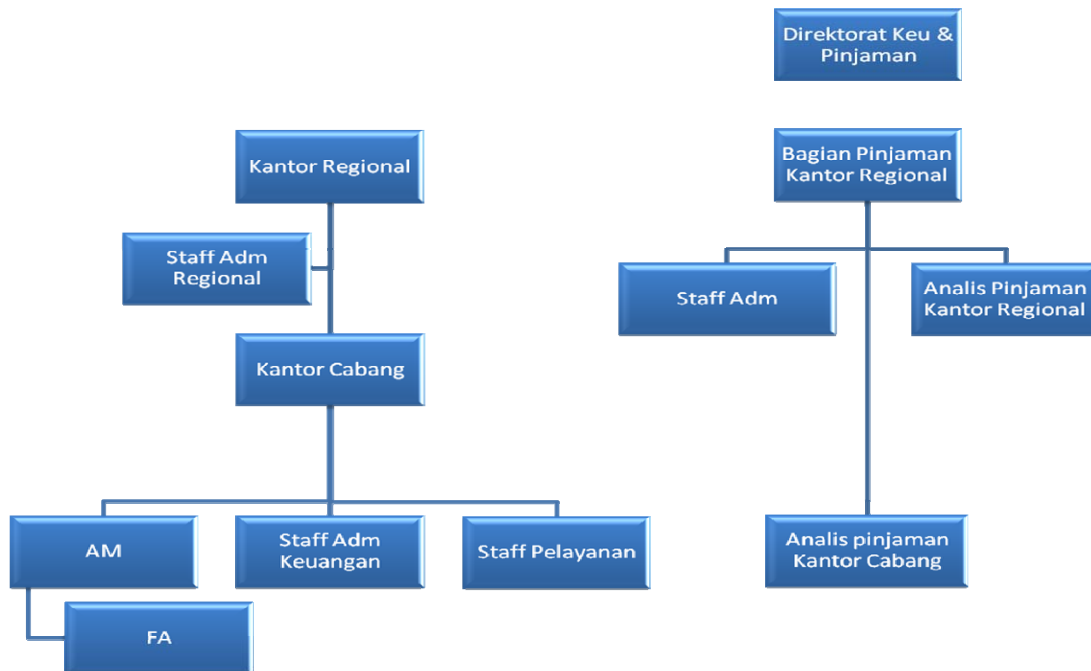 Direktorat Keu &
Pinjaman
Kantor Regional
Bagian Pinjaman
Kantor Regional
Staff Adm
Regional
Staff Adm
Analis Pinjaman
Kantor Regional
Kantor Cabang
AM
Staff Adm
Keuangan
Staff Pelayanan
Analis pinjaman
Kantor Cabang
FA